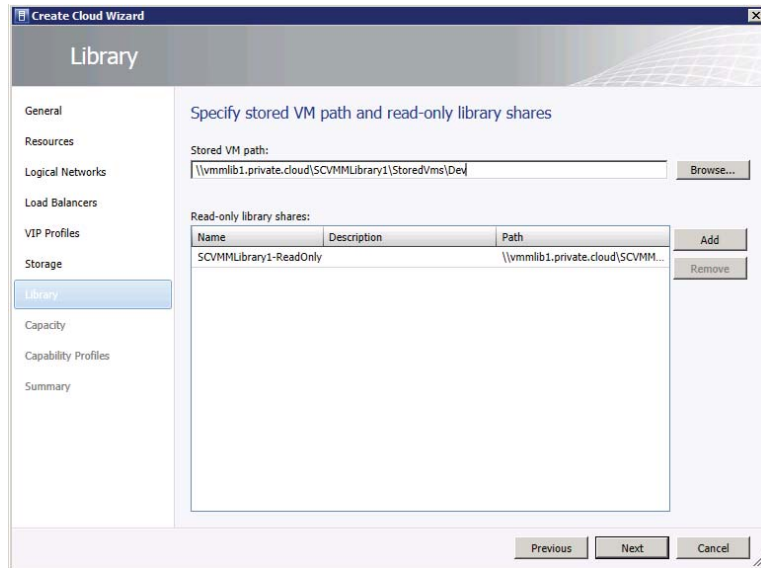 Create Cloud Wizard
Library
General
Resources
Logical Networks
Load Balancers
VIP Profiles
Storage
Library
Capacity
Capability Profiles
Summary
Specify stored VM path and read-only library shares
Stored VM path:
\\vmmlib1.private.cloud\SCVMMLibrary1\StoredVms\Dev
Browse...
Read-only library shares:
Name Description Path
SCVMMLibrary1-ReadOnly \\vmmlib1.private.cloud\SCVMM...
Add
Remove
Previous Next Cancel